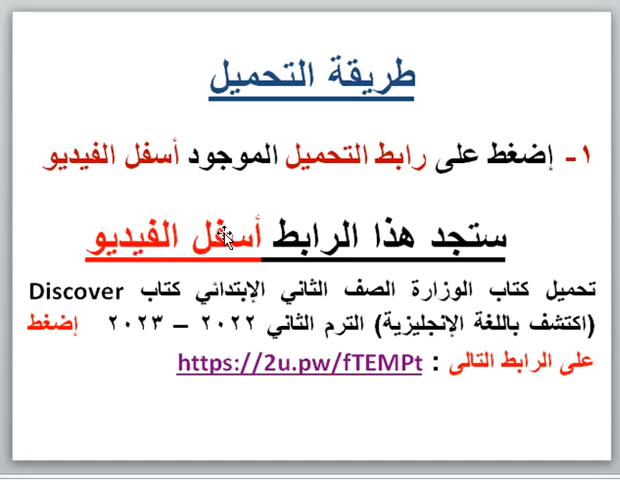 طريقة التحميل
١- إضغط على رابط التحميل الموجود أسفل الفيديو
ستجد هذا الرابط أسفل الفيديو
تحميل كتاب الوزارة الصف الثاني الإبتدائي كتاب Discover
(اكتشف باللغة الإنجليزية) الترم الثاني ٢٠٢٢ – ٢٠٢٣ إضغط
على الرابط التالى : https://2u.pw/fTEMPt